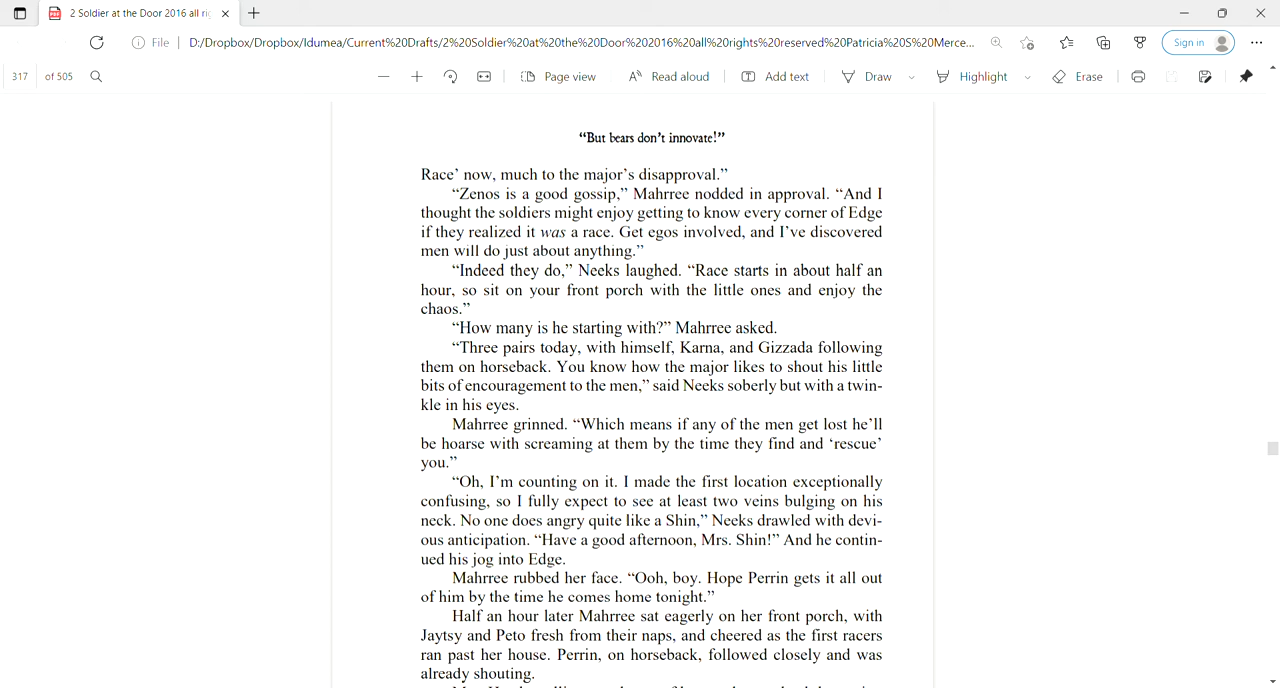 2 Soldier at the Door 2016 all ri
File D:/Dropbox/Dropbox/Idumea/Current%20Drafts/2%20Soldier%20at%20the%20Door%202016%20all%20rights%20reserved%20Patricia%20S%20Merce... Sign in
317 of 505 Page view Read aloud Add text Draw Highlight Erase
“But bears don’t innovate!”
Race’ now, much to the major’s disapproval.”
“Zenos is a good gossip,” Mahrree nodded in approval. “And I
thought the soldiers might enjoy getting to know every corner of Edge
if they realized it was a race. Get egos involved, and I’ve discovered
men will do just about anything.”
“Indeed they do,” Neeks laughed. “Race starts in about half an
hour, so sit on your front porch with the little ones and enjoy the
chaos.”
“How many is he starting with?” Mahrree asked.
“Three pairs today, with himself, Karna, and Gizzada following
them on horseback. You know how the major likes to shout his little
bits of encouragement to the men,” said Neeks soberly but with a twin-
kle in his eyes.
Mahrree grinned. “Which means if any of the men get lost he’ll
be hoarse with screaming at them by the time they find and ‘rescue’
you.”
“Oh, I’m counting on it. I made the first location exceptionally
confusing, so I fully expect to see at least two veins bulging on his
neck. No one does angry quite like a Shin,” Neeks drawled with devi-
ous anticipation. “Have a good afternoon, Mrs. Shin!” And he contin-
ued his jog into Edge.
Mahrree rubbed her face. “Ooh, boy. Hope Perrin gets it all out
of him by the time he comes home tonight.”
Half an hour later Mahrree sat eagerly on her front porch, with
Jaytsy and Peto fresh from their naps, and cheered as the first racers
ran past her house. Perrin, on horseback, followed closely and was
already shouting.